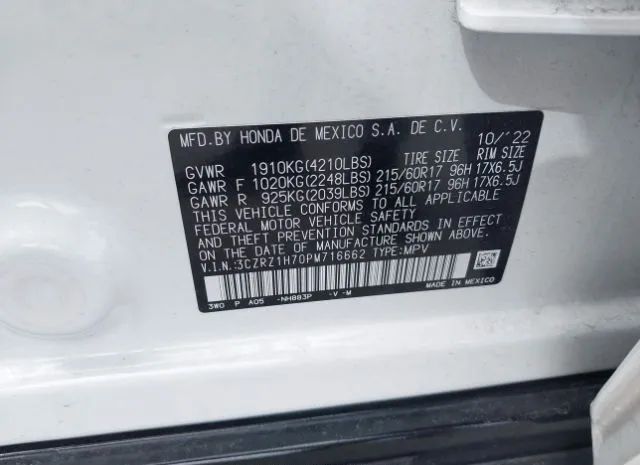 MFD.BY HONDA DE MEXICO S.A. DE C.V. 10/'22
GVWR 1910KG(4210LBS) TIRE SIZE RIM SIZE
GAWR F 1020KG(2248LBS) 215/60R17 96H 17X6.5J
GAWR R 925KG(2039LBS) 215/60R17 96H 17X6.5J
THIS VEHICLE CONFORMS TO ALL APPLICABLE
FEDERAL MOTOR VEHICLE SAFETY
AND THEFT PREVENTION STANDARDS IN EFFECT
ON THE DATE OF MANUFACTURE SHOWN ABOVE.
V.I.N.:3CZRZ1H70PM716662 TYPE:MPV
3W0 P A05 -NH883P -V -M MADE IN MEXICO